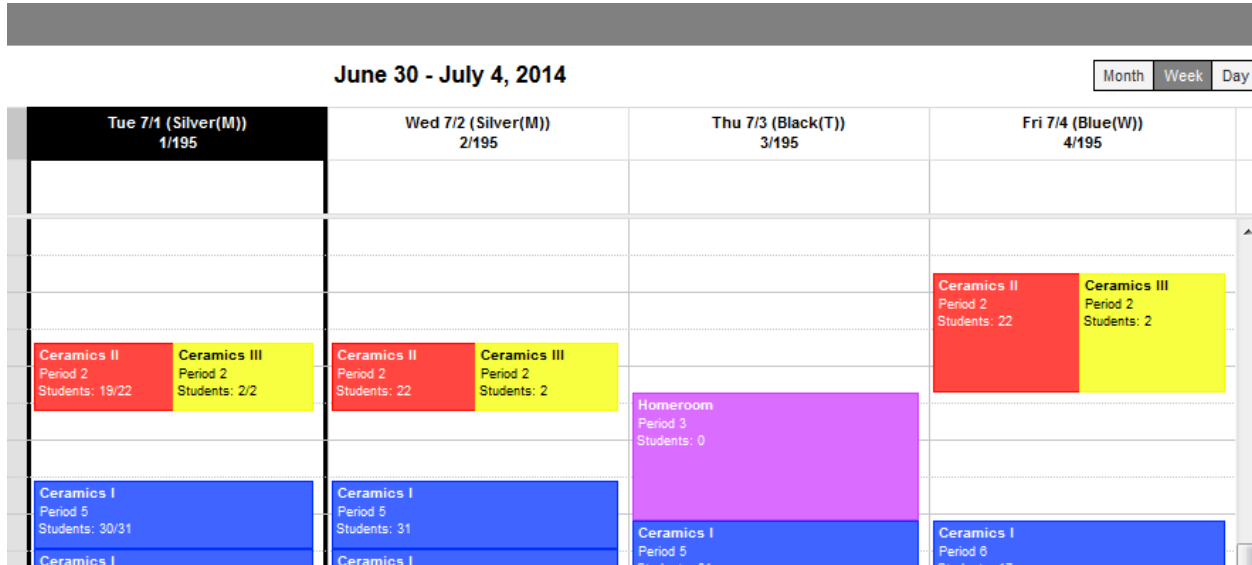 June 30 - July 4, 2014
Month Week Day
Tue 7/1 (Silver(M))
1/195
Wed 7/2 (Silver(M))
2/195
Thu 7/3 (Black(T))
3/195
Fri 7/4 (Blue(W))
4/195
Ceramics II
Period 2
Students: 19/22
Ceramics III
Period 2
Students: 2/2
Ceramics I
Period 5
Students: 30/31
Ceramics I
Ceramics II
Period 2
Students: 22
Ceramics III
Period 2
Students: 2
Ceramics I
Period 5
Students: 31
Ceramics I
Homeroom
Period 3
Students: 0
Ceramics I
Period 5
Ceramics II
Period 2
Students: 22
Ceramics III
Period 2
Students: 2
Ceramics I
Period 6